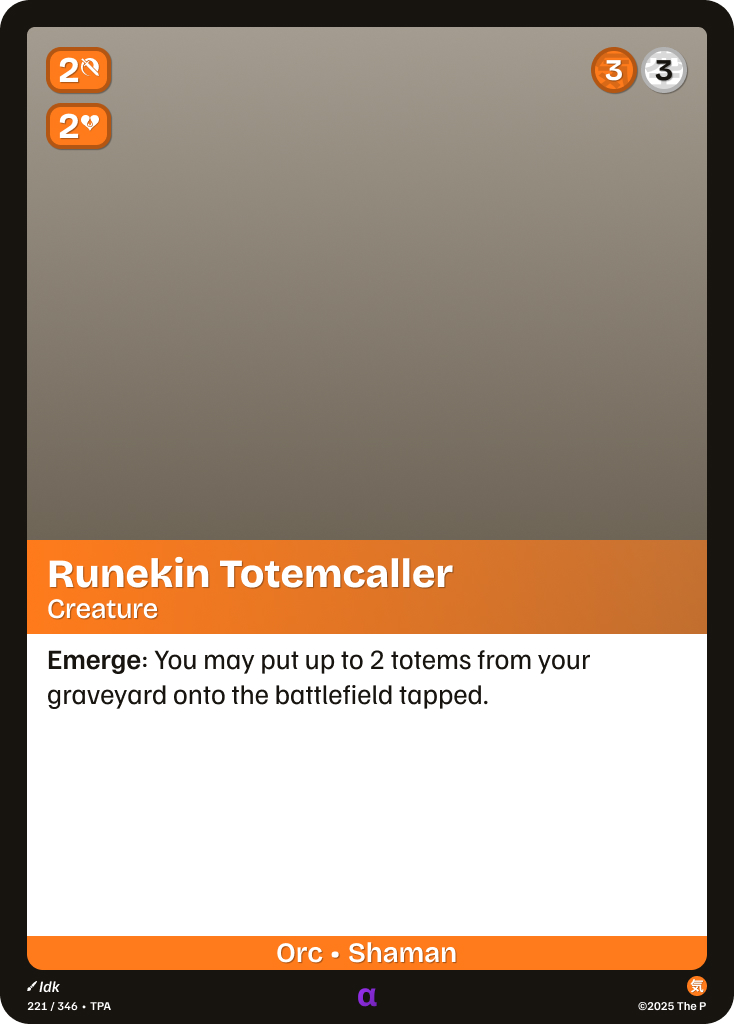 2
3 3
2
Runekin Totemcaller
Creature
Emerge: You may put up to 2 totems from your
graveyard onto the battlefield tapped.
Orc • Shaman
Idk
気
221 / 346 • TPA
α
©2025 The P